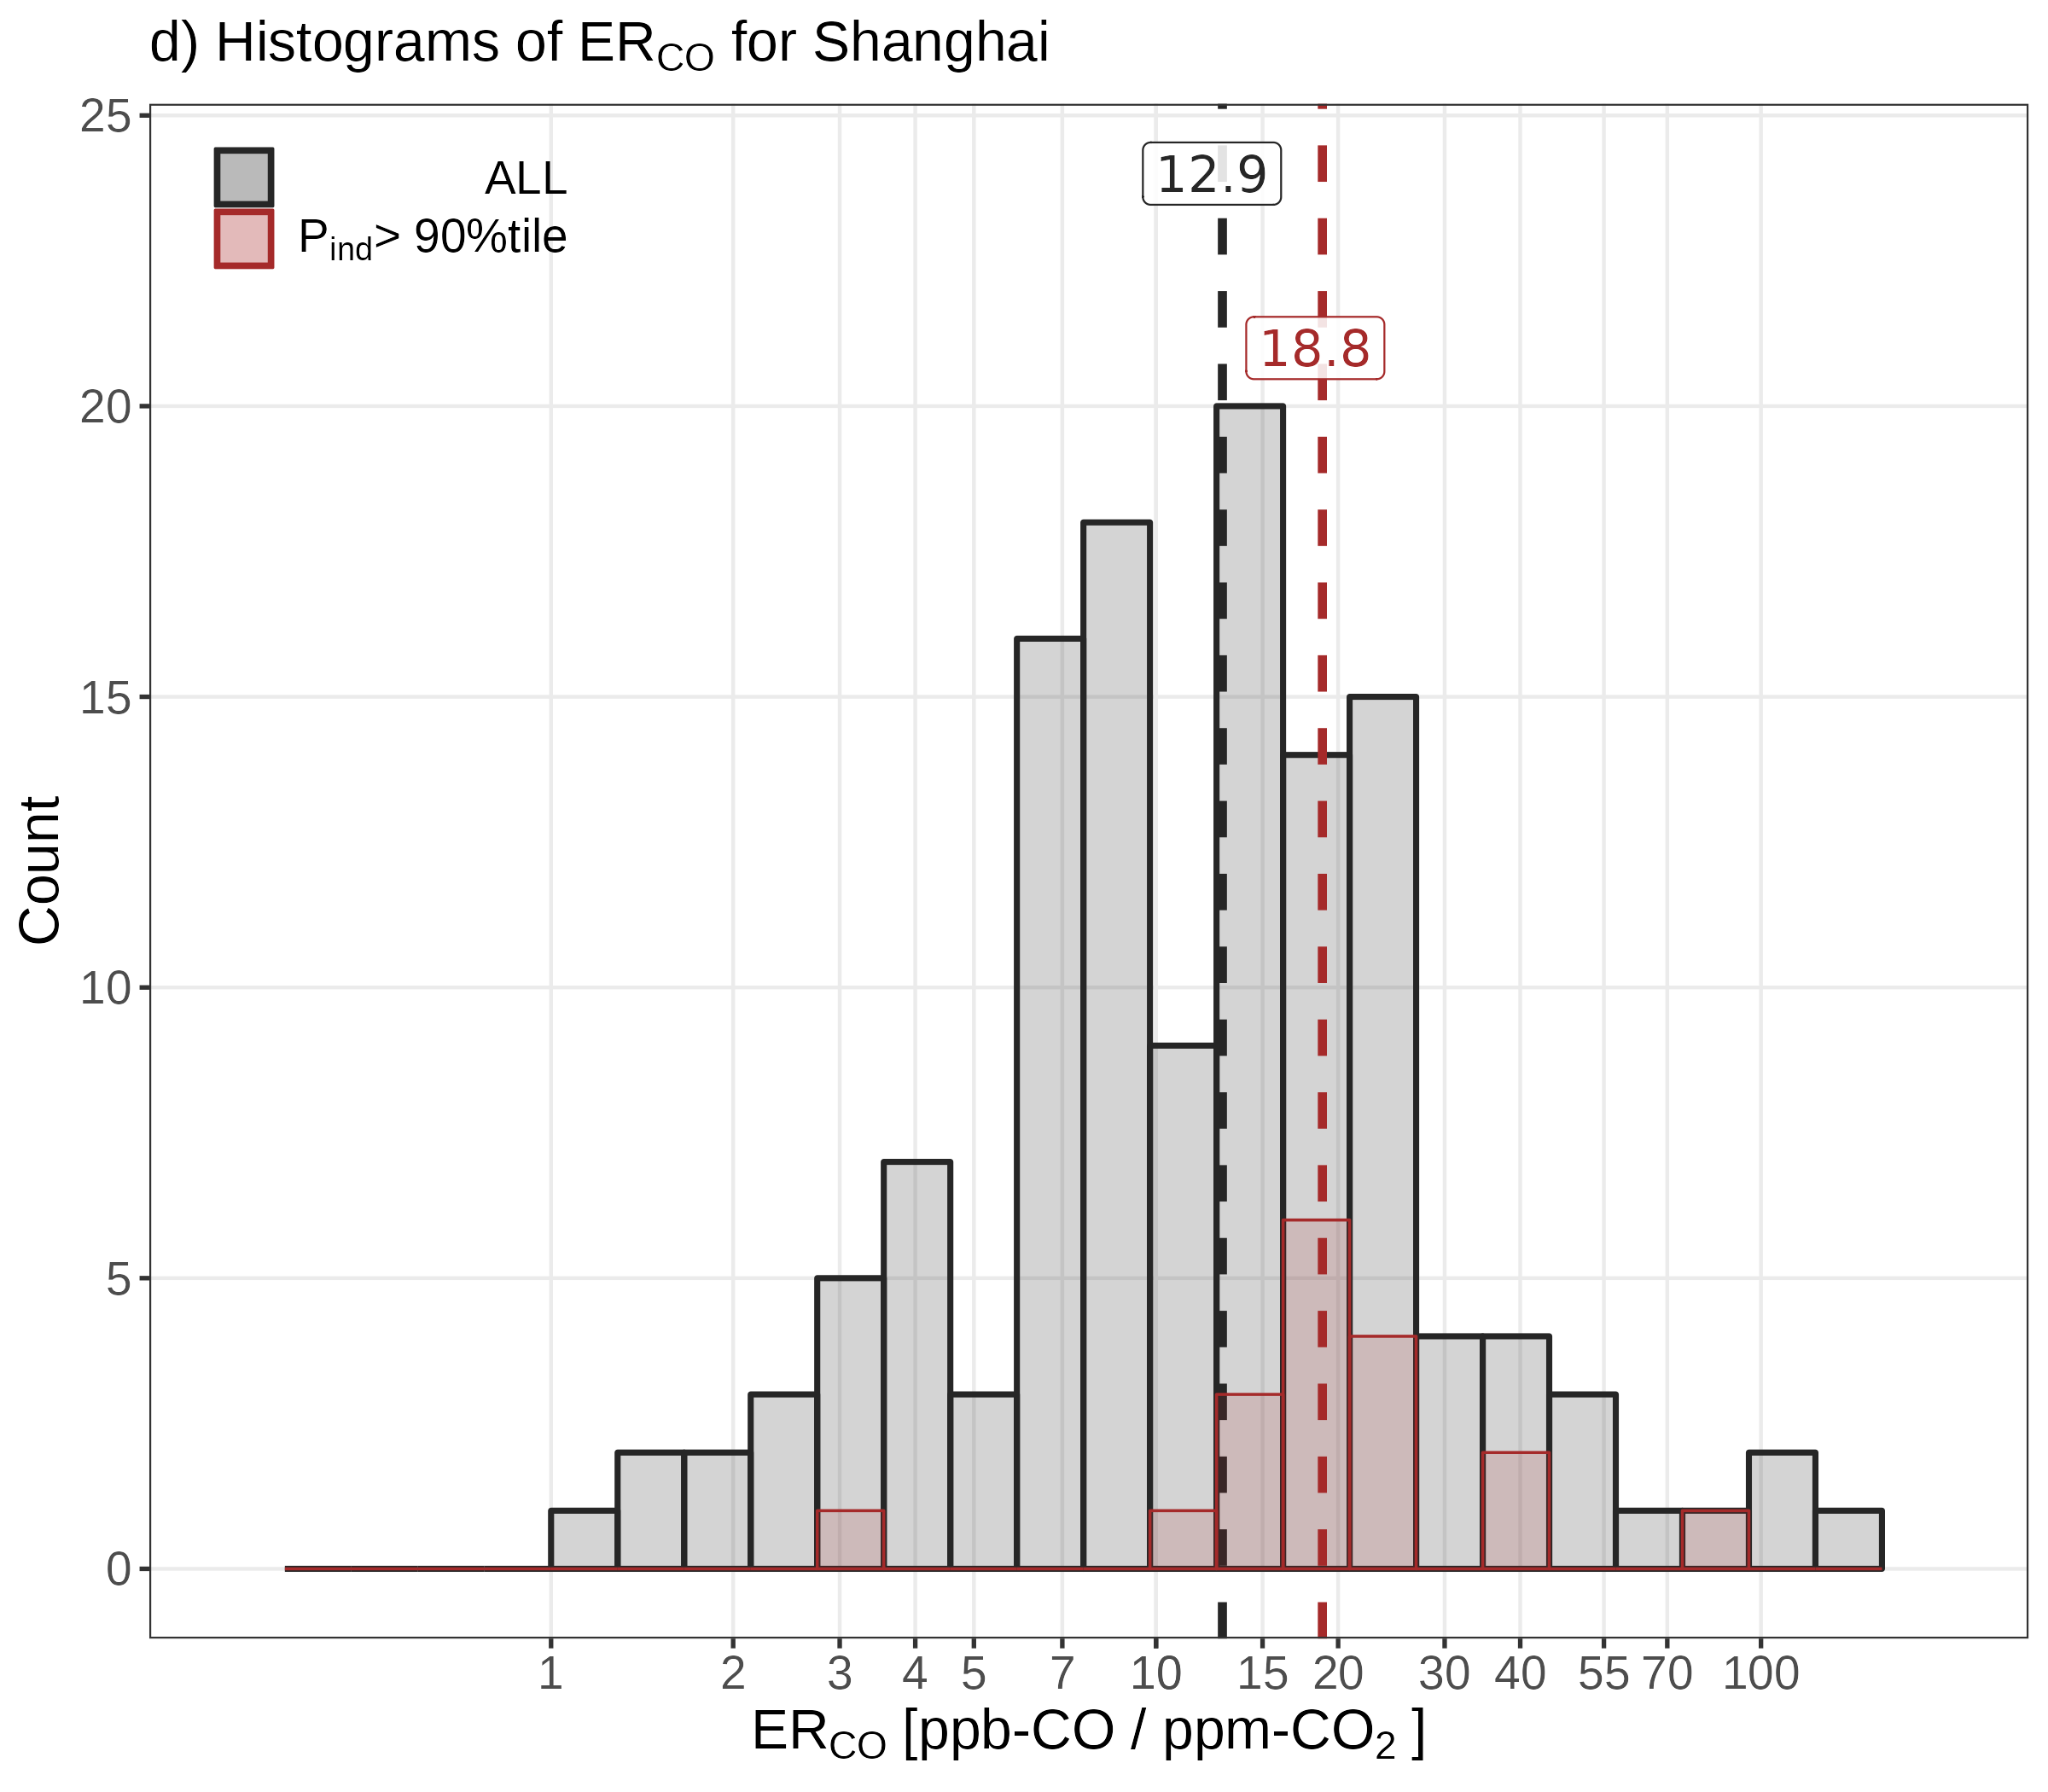 d) Histograms of ER_CO for Shanghai
25
20
15
10
5
0
Count
ALL
P_ind> 90%tile
12.9
18.8
1 2 3 4 5 7 10 15 20 30 40 55 70 100
ER_CO [ppb-CO / ppm-CO₂ ]